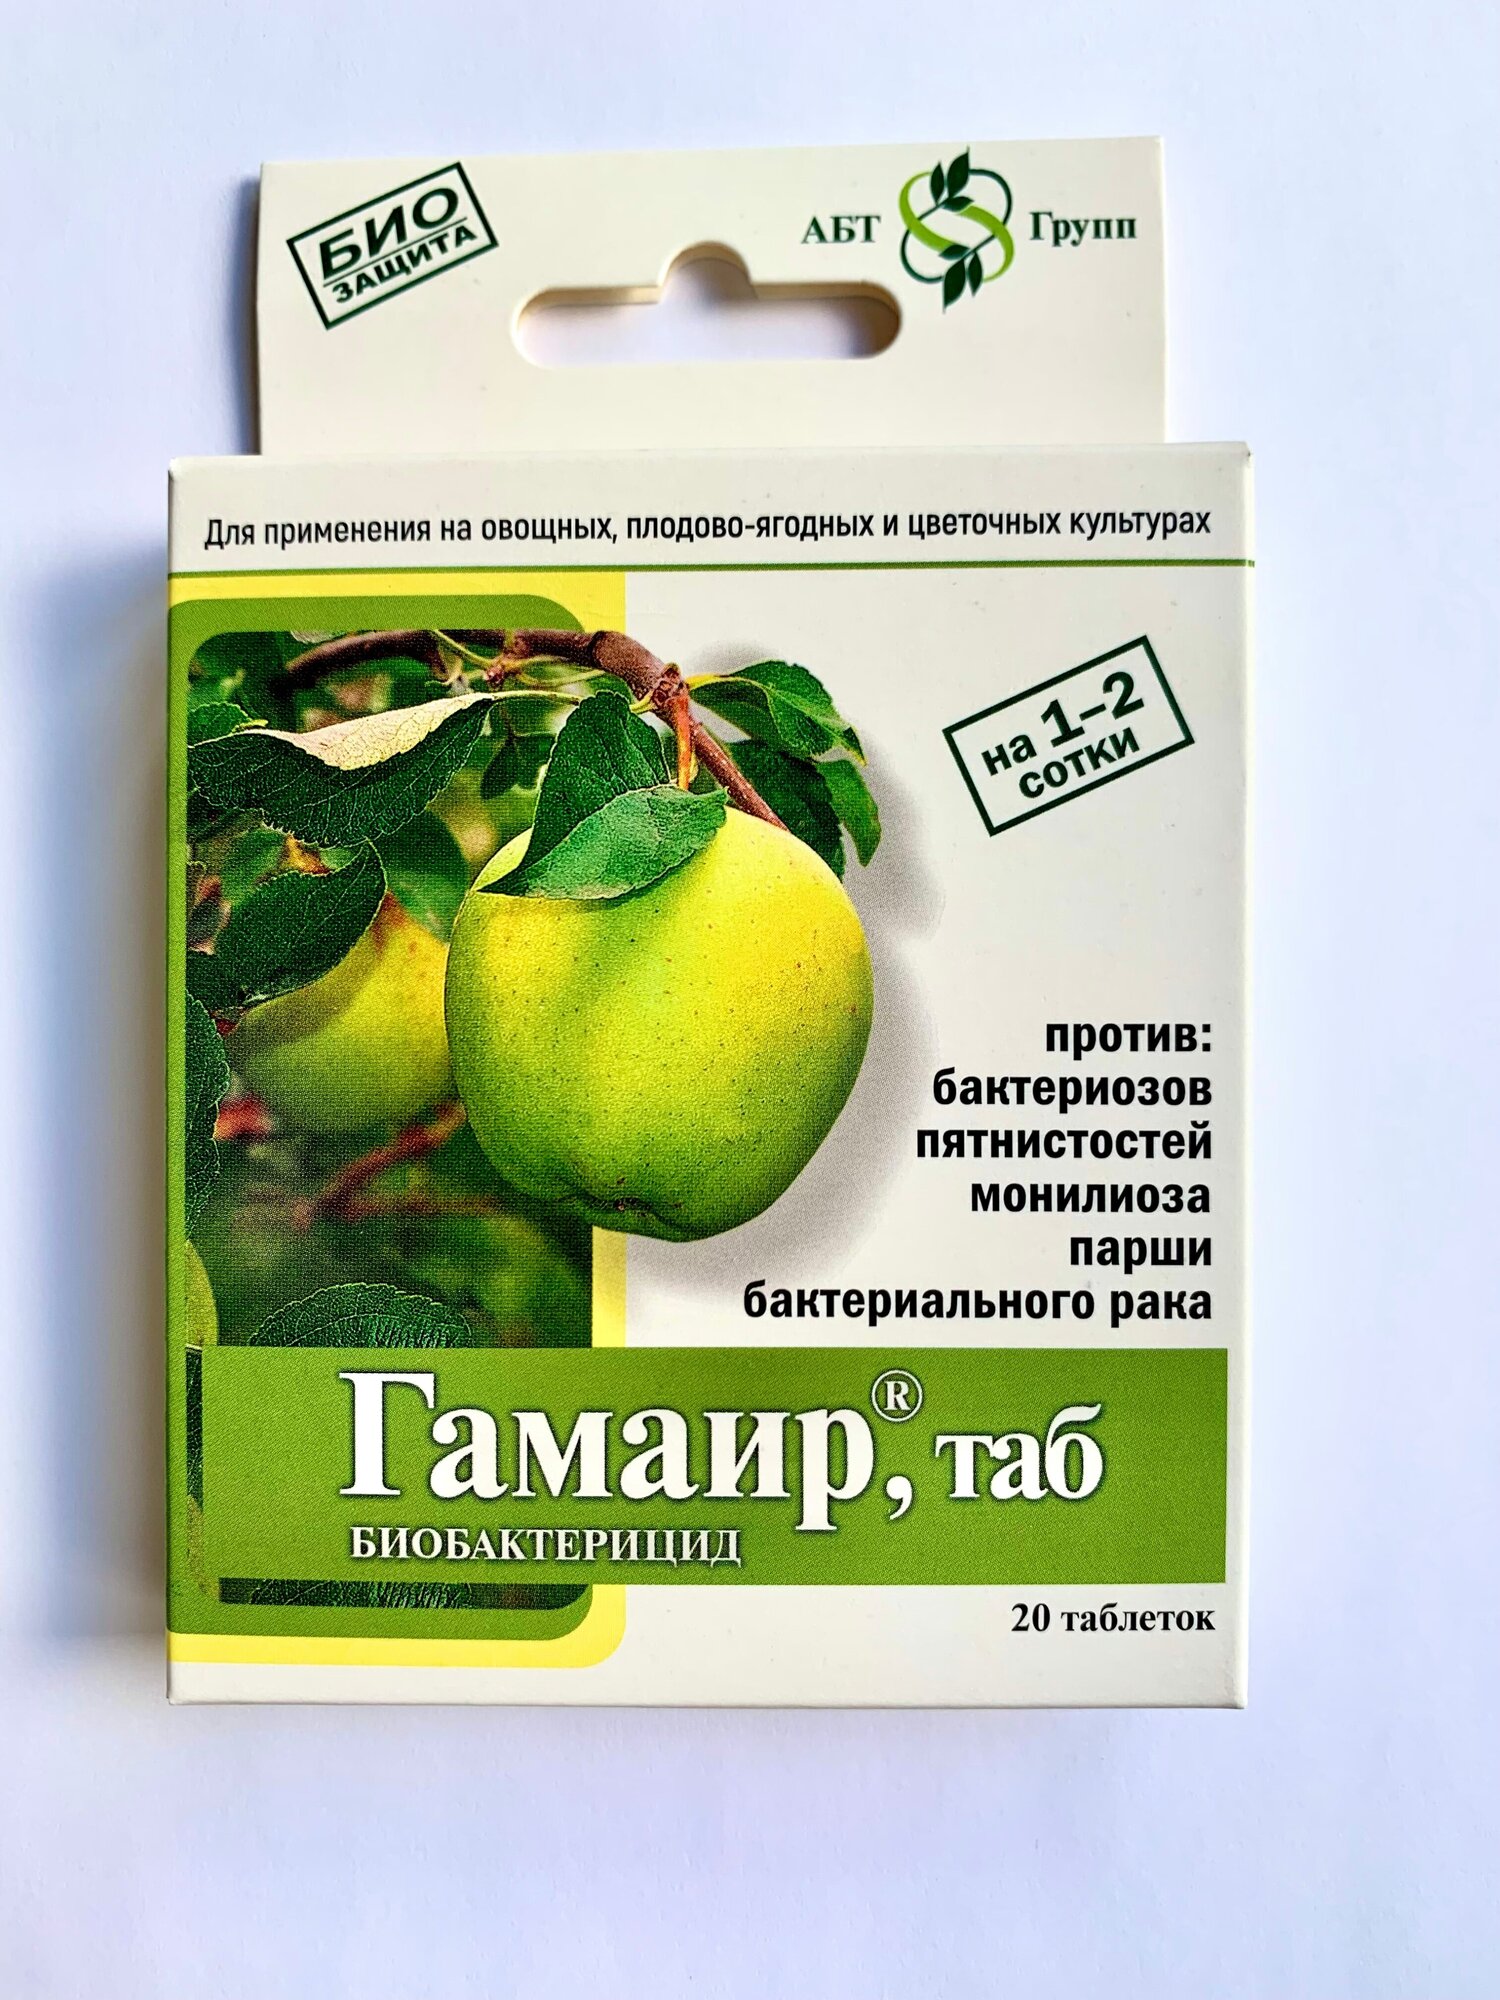 БИО
ЗАЩИТА
АБТ Групп
Для применения на овощных, плодово-ягодных и цветочных культурах
на 1-2
сотки
против:
бактериозов
пятнистостей
монилиоза
парши
бактериального рака
Гамаир®, таб
БИОБАКТЕРИЦИД
20 таблеток